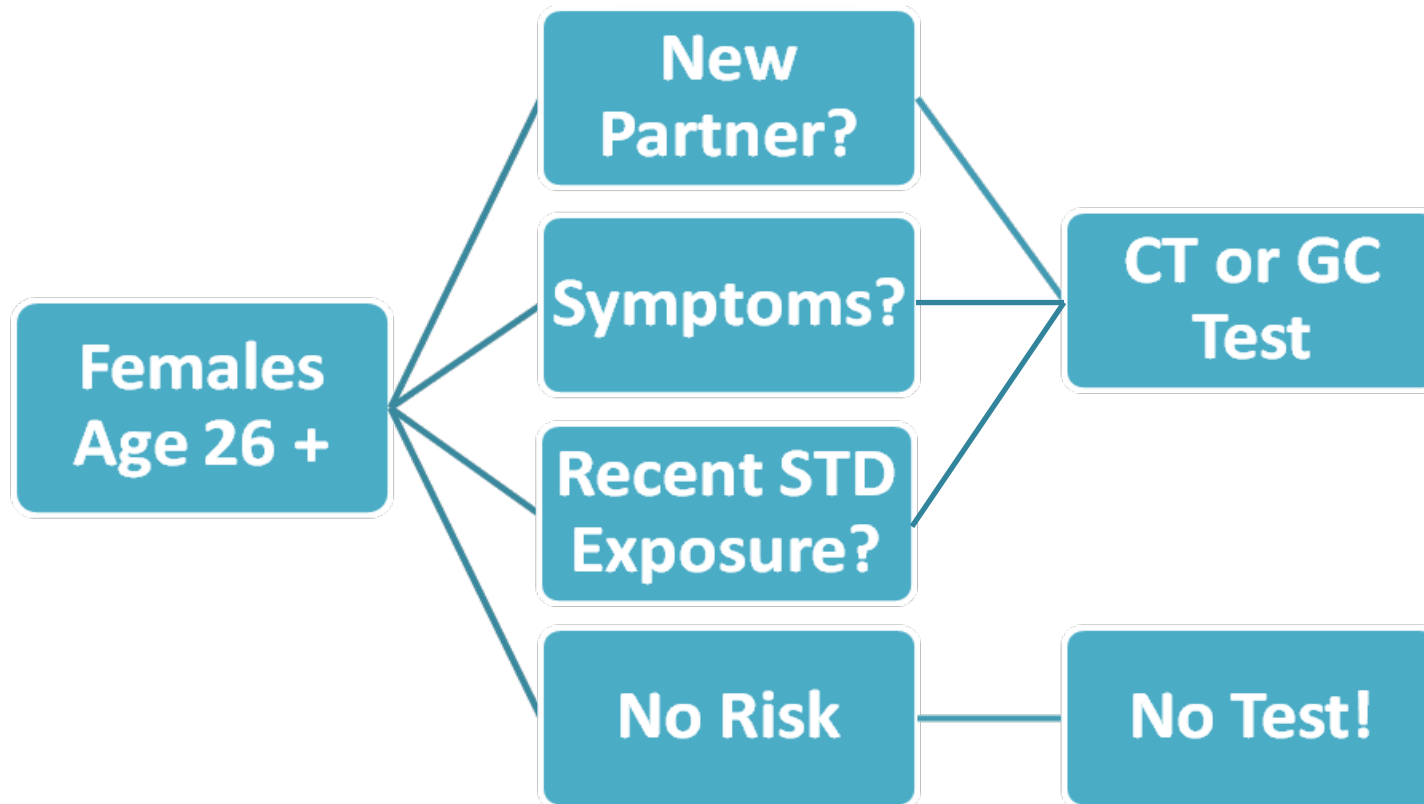 New
Partner?
Symptoms?
CT or GC
Test
Females
Age 26 +
Recent STD
Exposure?
No Risk
No Test!